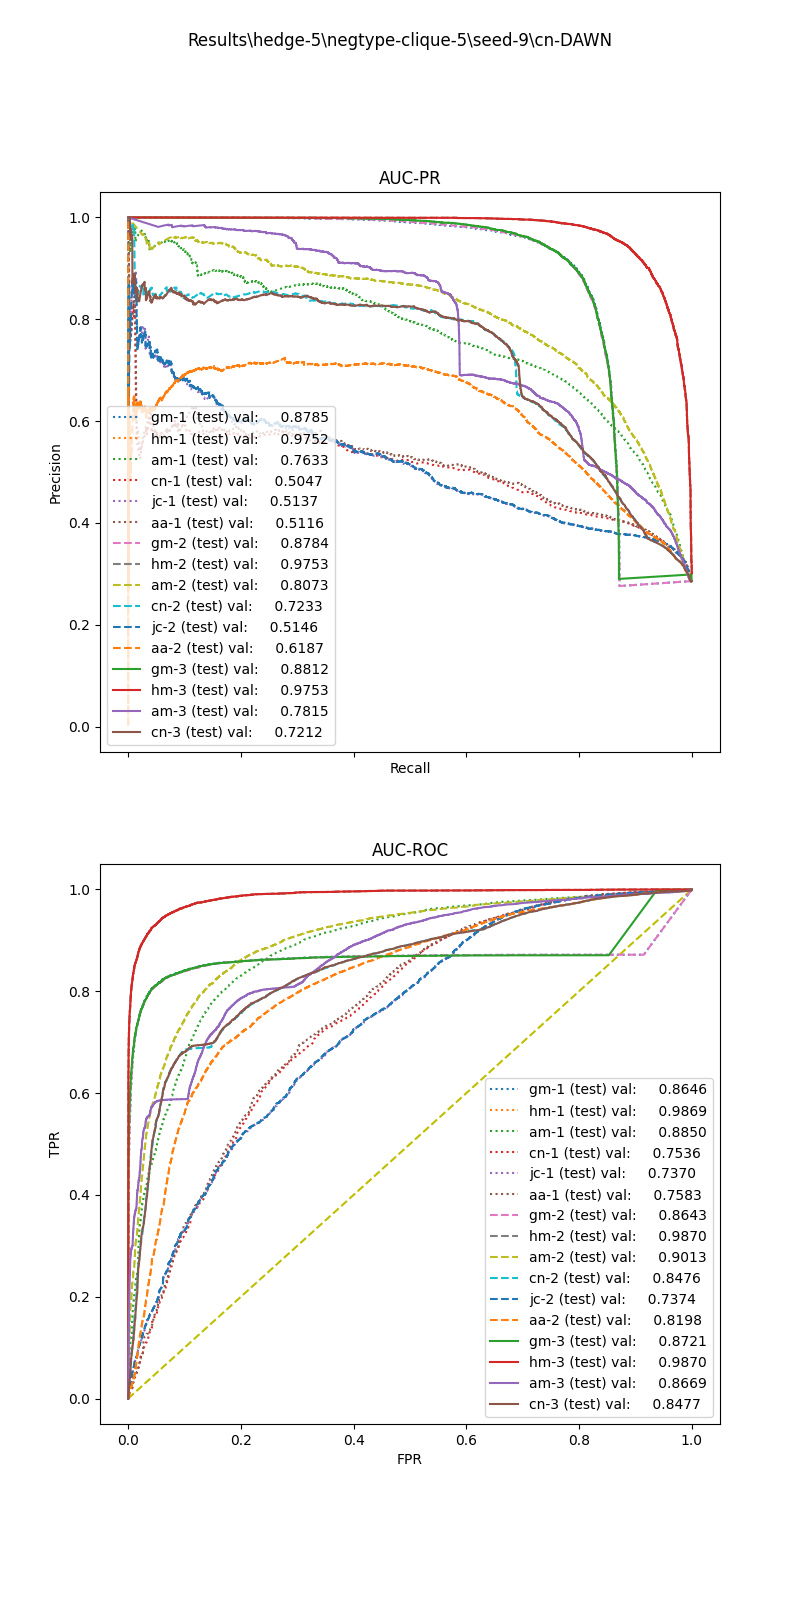 Results\hedge-5\negtype-clique-5\seed-9\cn-DAWN
AUC-PR
1.0
0.8
0.6
0.4
0.2
0.0
Precision
gm-1 (test) val: 0.8785
hm-1 (test) val: 0.9752
am-1 (test) val: 0.7633
cn-1 (test) val: 0.5047
jc-1 (test) val: 0.5137
aa-1 (test) val: 0.5116
gm-2 (test) val: 0.8784
hm-2 (test) val: 0.9753
am-2 (test) val: 0.8073
cn-2 (test) val: 0.7233
jc-2 (test) val: 0.5146
aa-2 (test) val: 0.6187
gm-3 (test) val: 0.8812
hm-3 (test) val: 0.9753
am-3 (test) val: 0.7815
cn-3 (test) val: 0.7212
Recall
AUC-ROC
1.0
0.8
0.6
0.4
0.2
0.0
TPR
gm-1 (test) val: 0.8646
hm-1 (test) val: 0.9869
am-1 (test) val: 0.8850
cn-1 (test) val: 0.7536
jc-1 (test) val: 0.7370
aa-1 (test) val: 0.7583
gm-2 (test) val: 0.8643
hm-2 (test) val: 0.9870
am-2 (test) val: 0.9013
cn-2 (test) val: 0.8476
jc-2 (test) val: 0.7374
aa-2 (test) val: 0.8198
gm-3 (test) val: 0.8721
hm-3 (test) val: 0.9870
am-3 (test) val: 0.8669
cn-3 (test) val: 0.8477
0.0 0.2 0.4 0.6 0.8 1.0
FPR